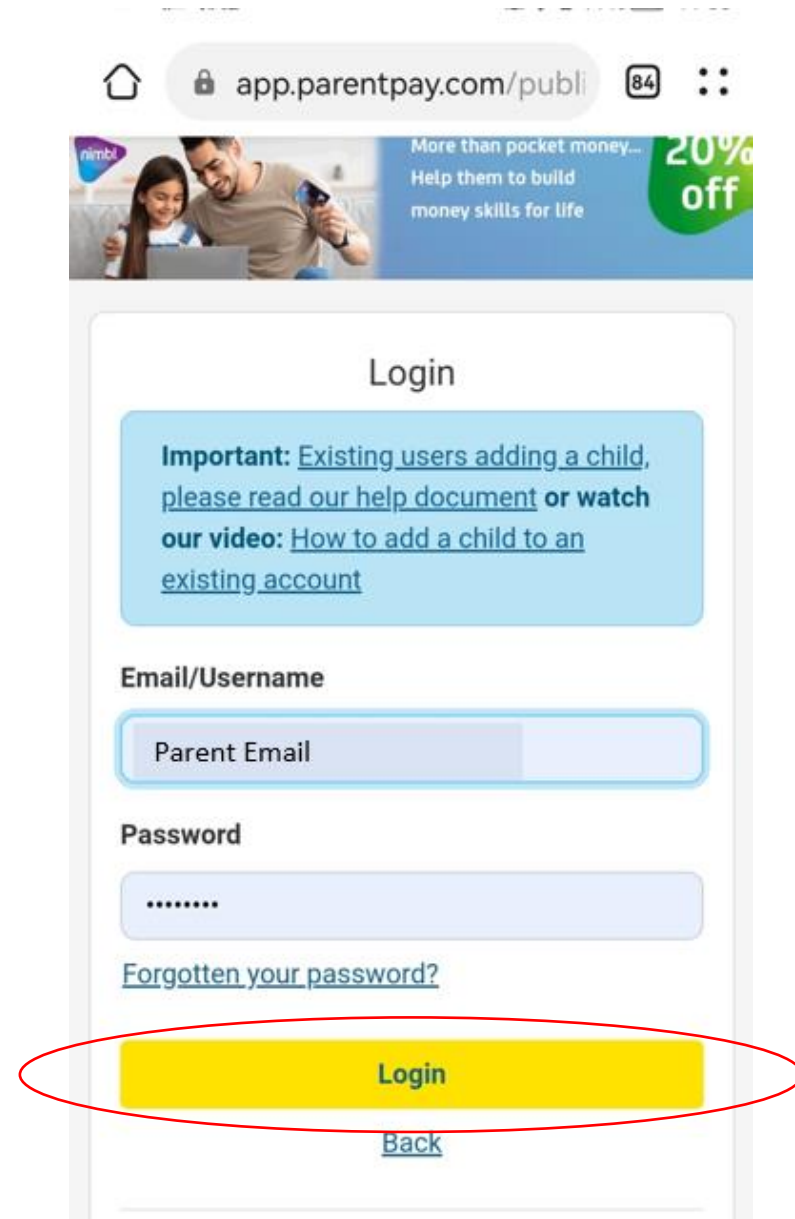 app.parentpay.com/publi
84
nimbl
More than pocket money...
Help them to build
money skills for life
20%
off
Login
Important: Existing users adding a child,
please read our help document or watch
our video: How to add a child to an
existing account
Email/Username
Parent Email
Password
••••••••
Forgotten your password?
Login
Back